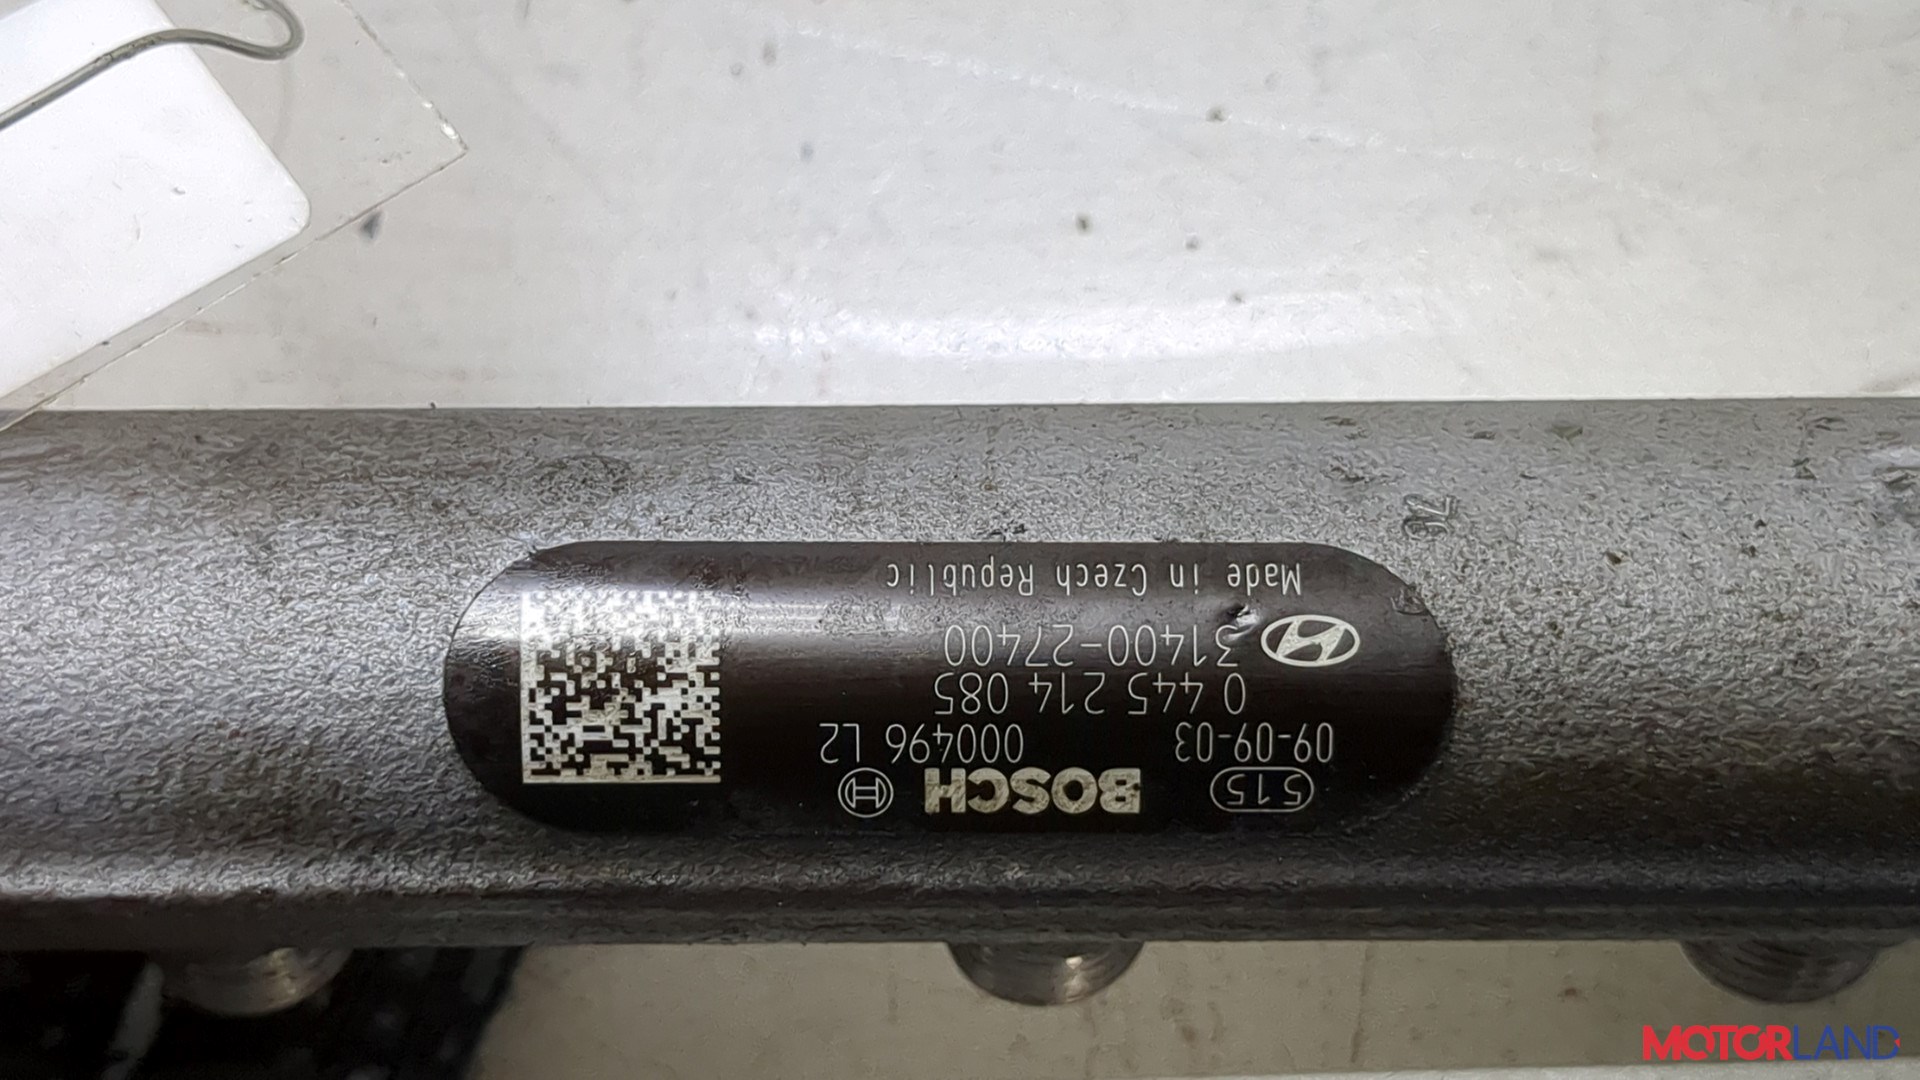 515 BOSCH
09-09-03 000496 L2
0 445 214 085
31400-27400
Made in Czech Republic
MOTORLAND